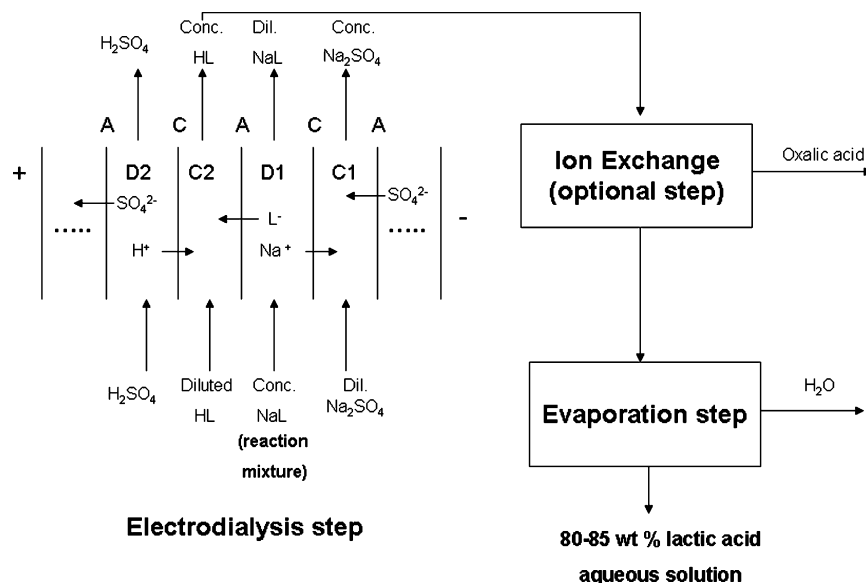 H₂SO₄
Conc.
HL
Dil.
NaL
Conc.
Na₂SO₄
A C A C A
+ D2 C2 D1 C1 -
SO₄²⁻
L⁻
SO₄²⁻
.....
.....
H⁺
Na⁺
H₂SO₄
Diluted
HL
Conc.
NaL
(reaction
mixture)
Dil.
Na₂SO₄
Electrodialysis step
Ion Exchange
(optional step)
Oxalic acid
Evaporation step
H₂O
80-85 wt % lactic acid
aqueous solution